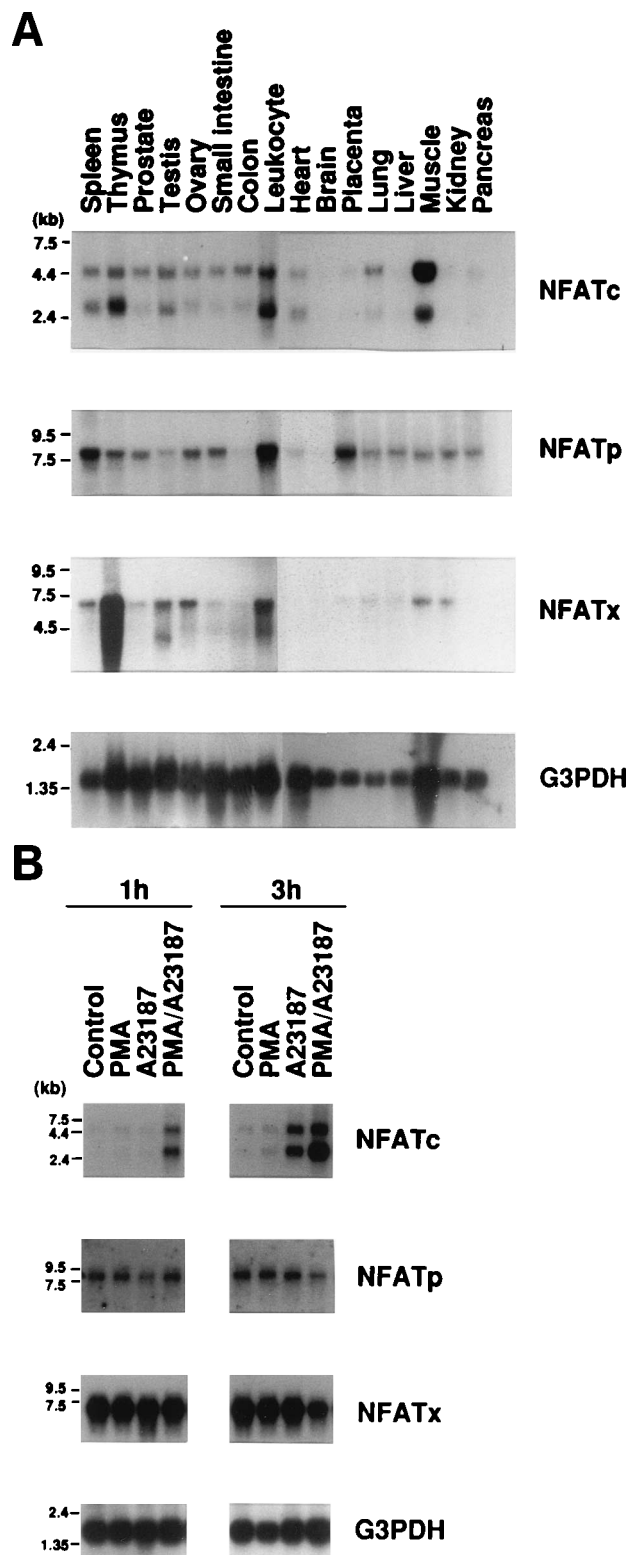 A
Spleen
Thymus
Prostate
Testis
Ovary
Small intestine
Colon
Leukocyte
Heart
Brain
Placenta
Lung
Liver
Muscle
Kidney
Pancreas
(kb)
7.5
4.4
2.4
NFATc
9.5
7.5
NFATp
9.5
7.5
4.5
NFATx
2.4
1.35
G3PDH
B
1h
3h
Control
PMA
A23187
PMA/A23187
Control
PMA
A23187
PMA/A23187
(kb)
7.5
4.4
2.4
NFATc
9.5
7.5
NFATp
9.5
7.5
NFATx
2.4
1.35
G3PDH